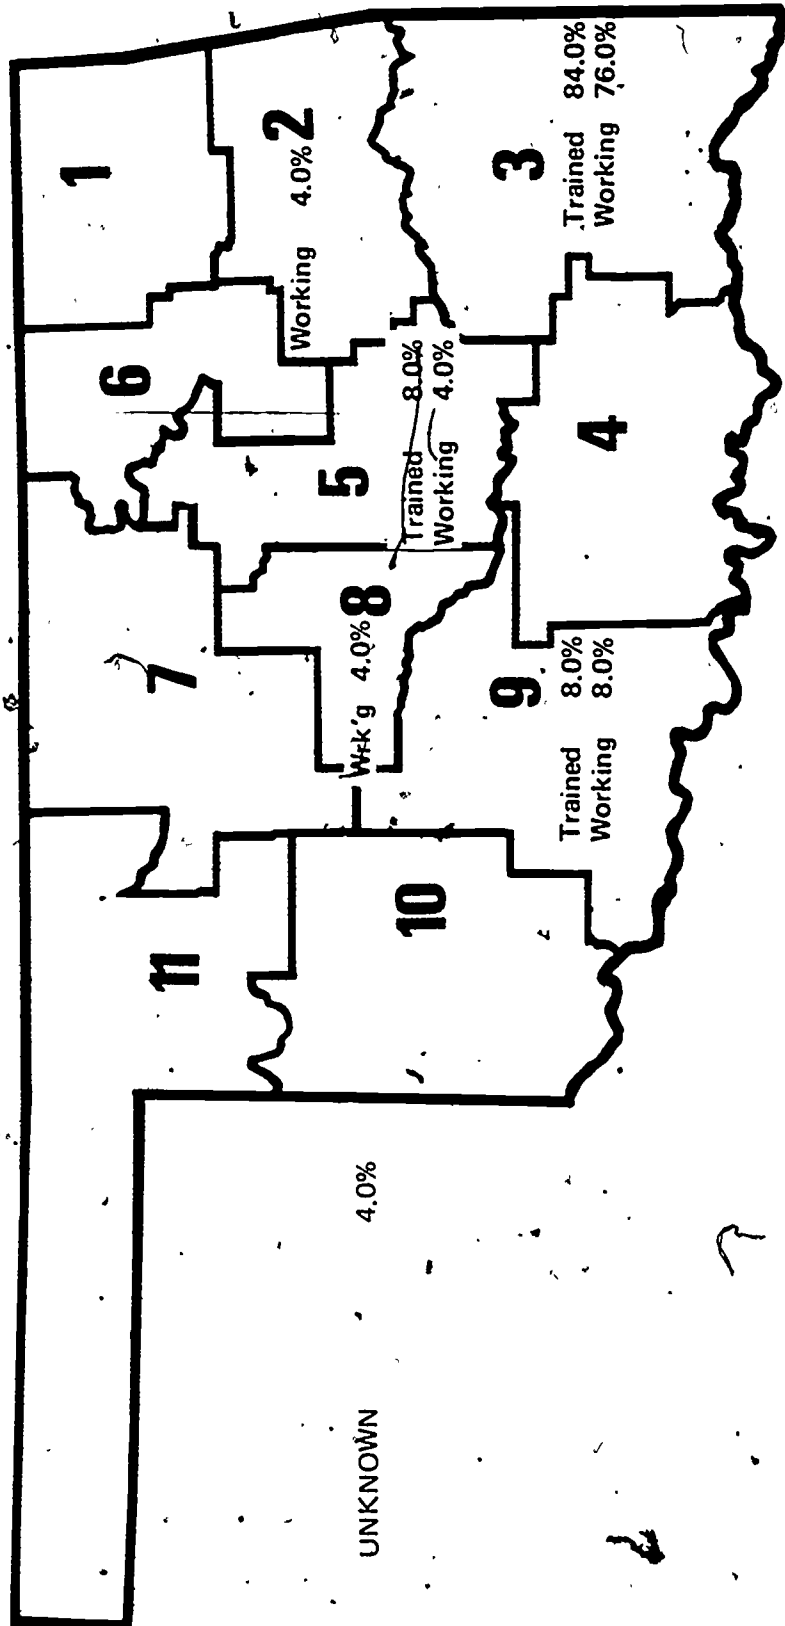 1
2
Working 4.0%
3
Trained 84.0%
Working 76.0%
6
5
Trained 8.0%
Working 4.0%
4
7
8
Wrk'g 4.0%
9
Trained 8.0%
Working 8.0%
11
10
UNKNOWN 4.0%